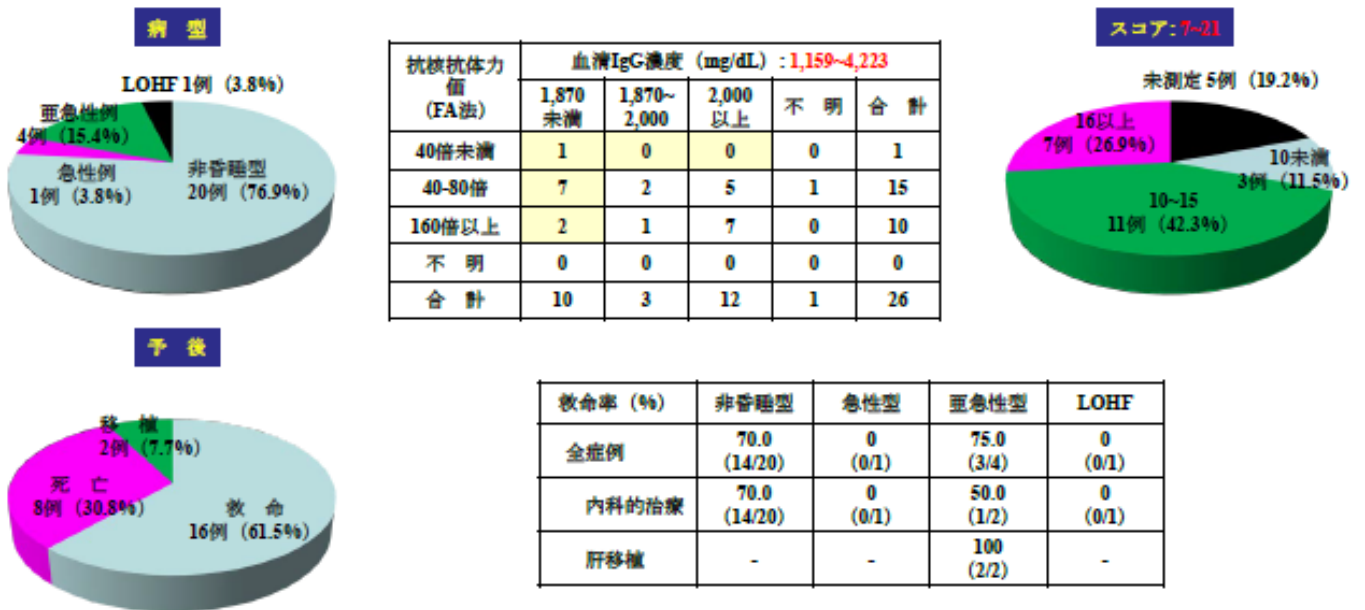 病 型
LOHF 1例 (3.8%)
亜急性例
4例 (15.4%)
急性例
1例 (3.8%)
非昏睡型
20例 (76.9%)
抗核抗体力価
(FA法)
血清IgG濃度 (mg/dL) : 1,159~4,223
1,870未満 1,870~2,000 2,000以上 不 明 合 計
40倍未満 1 0 0 0 1
40-80倍 7 2 5 1 15
160倍以上 2 1 7 0 10
不 明 0 0 0 0 0
合 計 10 3 12 1 26
スコア: 7~21
未測定 5例 (19.2%)
16以上
7例 (26.9%)
10未満
3例 (11.5%)
10~15
11例 (42.3%)
予 後
移 植
2例 (7.7%)
死 亡
8例 (30.8%)
救 命
16例 (61.5%)
救命率 (%) 非昏睡型 急性型 亜急性型 LOHF
全症例 70.0 0 75.0 0
(14/20) (0/1) (3/4) (0/1)
内科的治療 70.0 0 50.0 0
(14/20) (0/1) (1/2) (0/1)
肝移植 - - 100 -
(2/2)